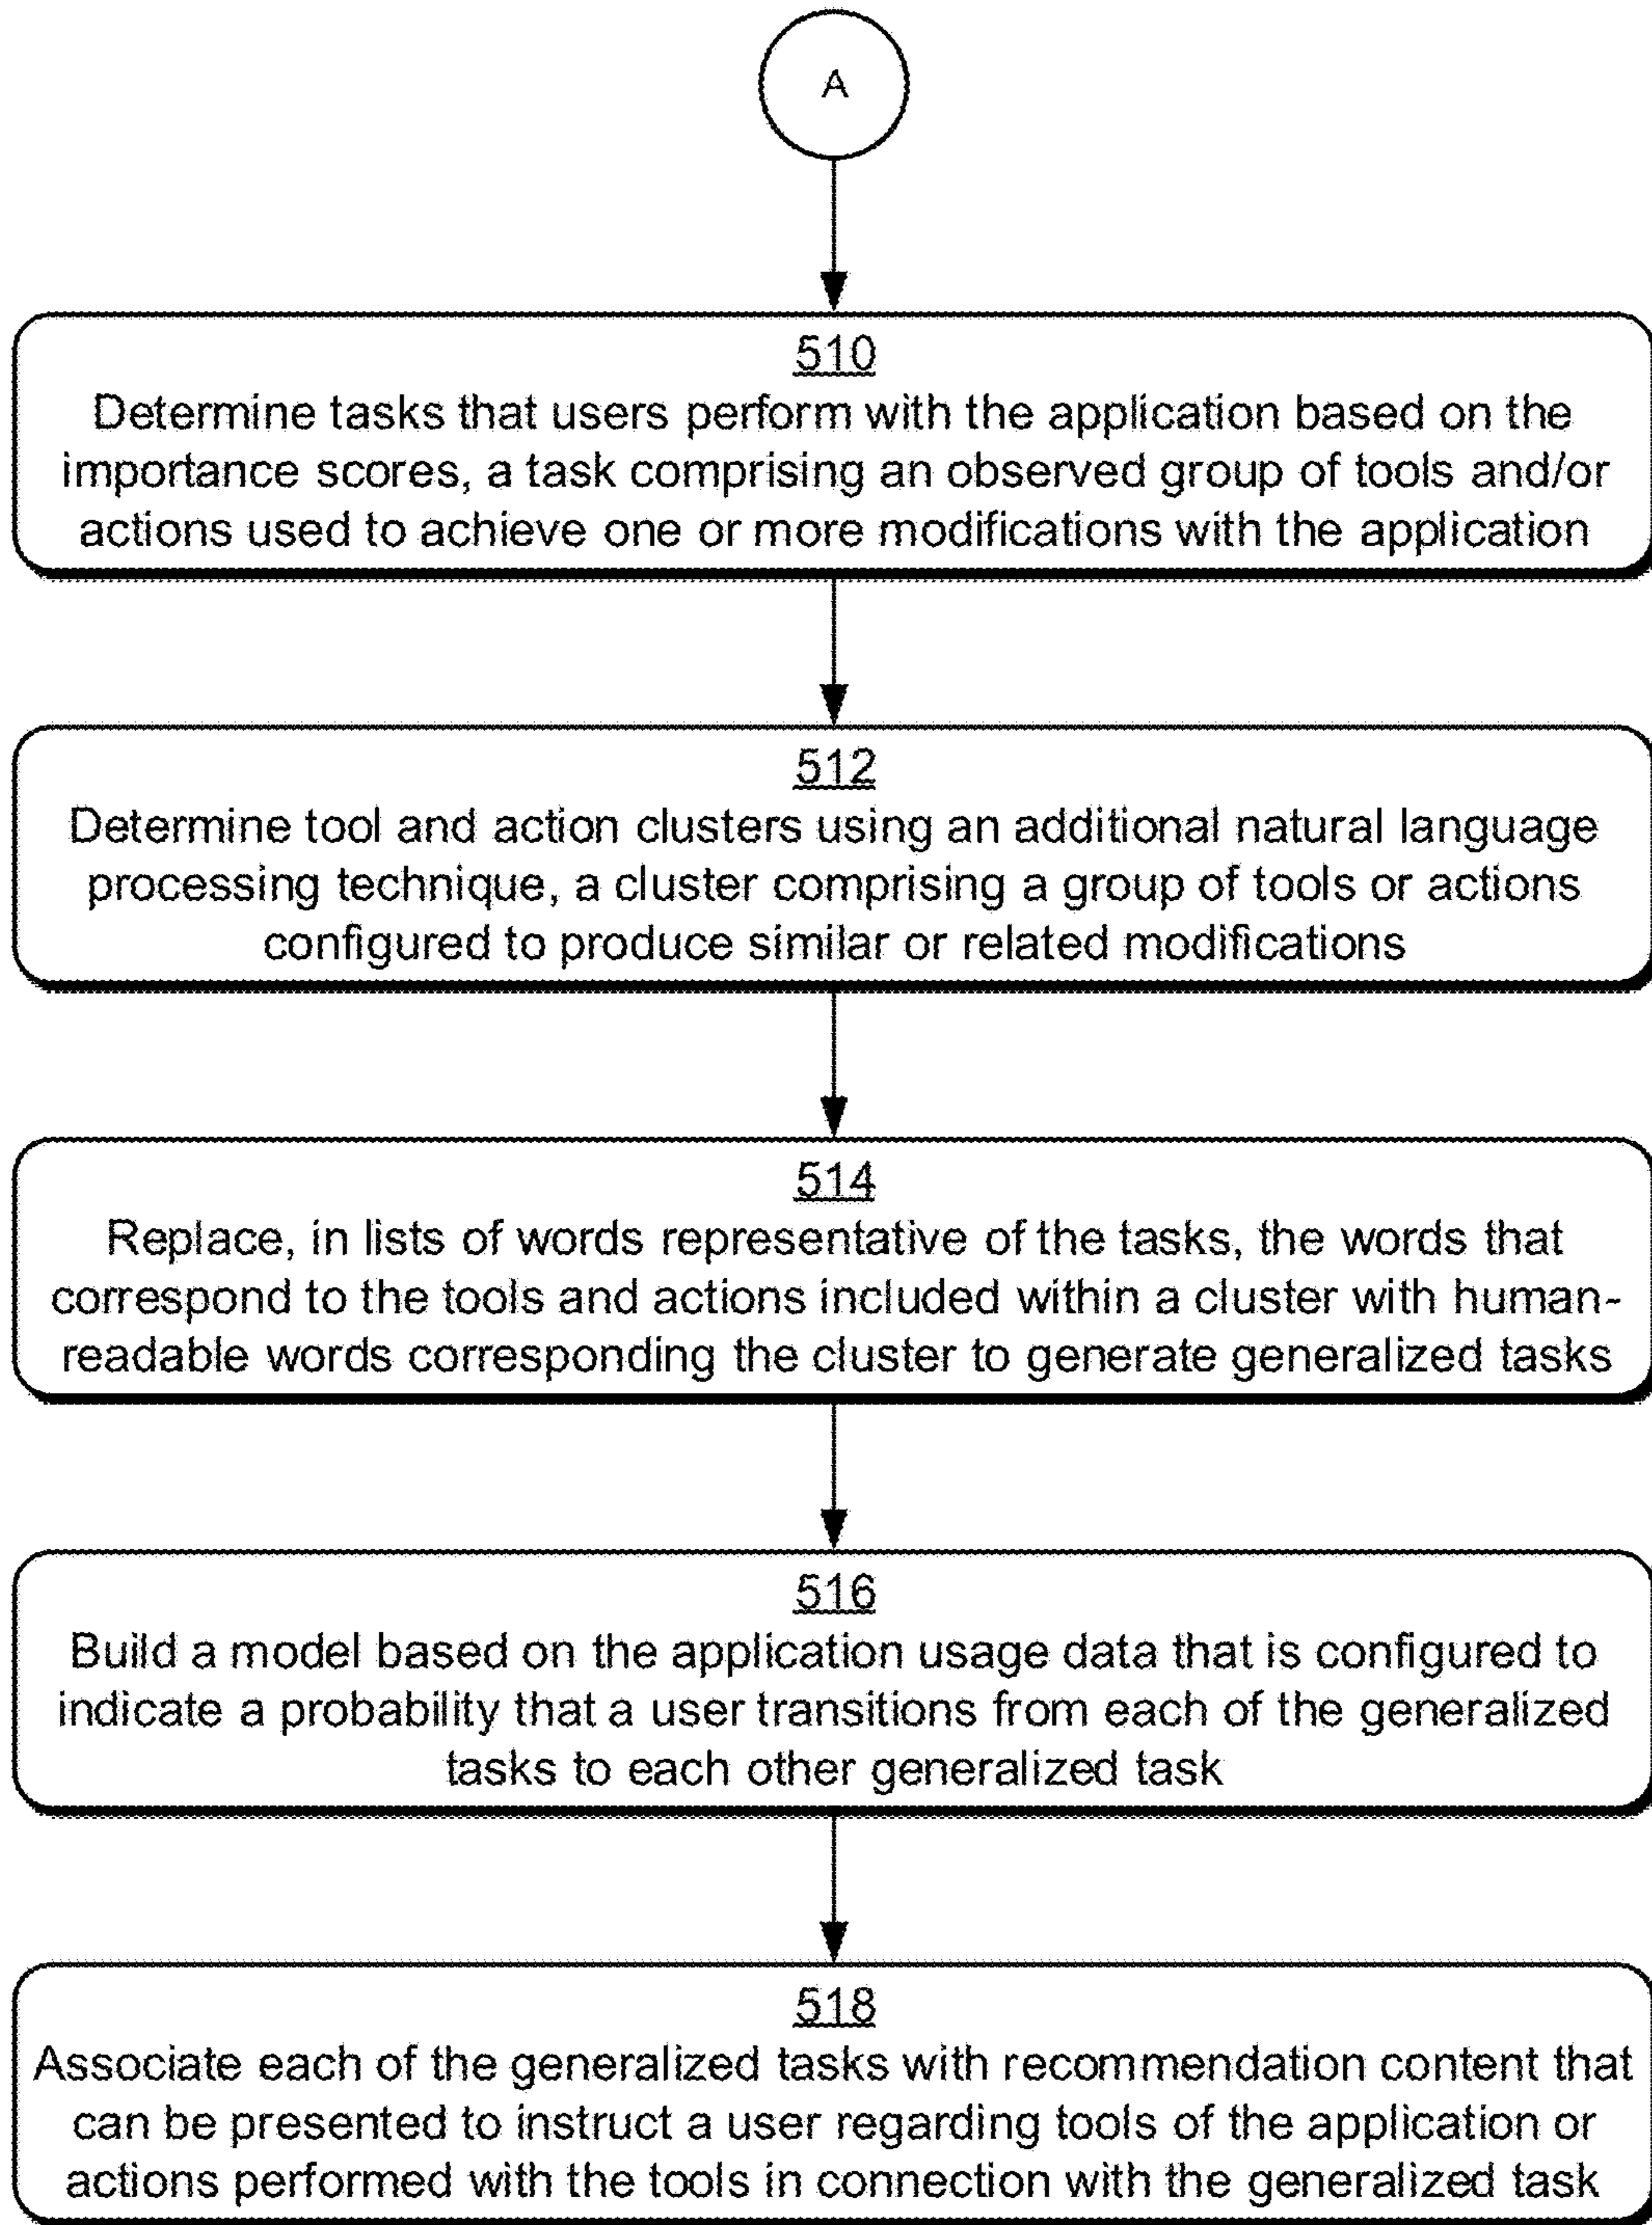 A
510
Determine tasks that users perform with the application based on the
importance scores, a task comprising an observed group of tools and/or
actions used to achieve one or more modifications with the application
512
Determine tool and action clusters using an additional natural language
processing technique, a cluster comprising a group of tools or actions
configured to produce similar or related modifications
514
Replace, in lists of words representative of the tasks, the words that
correspond to the tools and actions included within a cluster with human-
readable words corresponding the cluster to generate generalized tasks
516
Build a model based on the application usage data that is configured to
indicate a probability that a user transitions from each of the generalized
tasks to each other generalized task
518
Associate each of the generalized tasks with recommendation content that
can be presented to instruct a user regarding tools of the application or
actions performed with the tools in connection with the generalized task